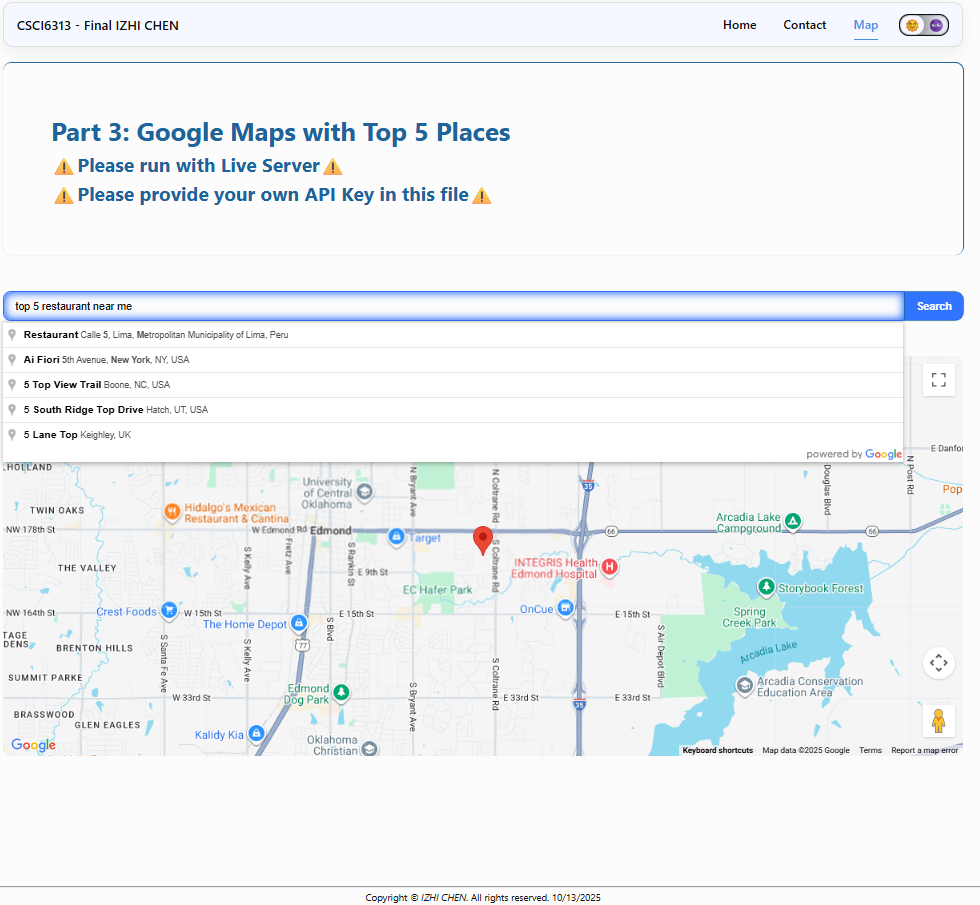 CSCI6313 - Final IZHI CHEN
Home
Contact
Map
Part 3: Google Maps with Top 5 Places
⚠️Please run with Live Server⚠️
⚠️Please provide your own API Key in this file⚠️
top 5 restaurant near me
Search
Restaurant Calle 5, Lima, Metropolitan Municipality of Lima, Peru
Ai Fiori 5th Avenue, New York, NY, USA
5 Top View Trail Boone, NC, USA
5 South Ridge Top Drive Hatch, UT, USA
5 Lane Top Keighley, UK
powered by Google
E Danfor
HOLLAND
N Bryant Ave
N Coltrane Rd
35
Douglas Blvd
N Post Rd
University
of Central
Oklahoma
Pop
TWIN OAKS
Hidalgo's Mexican
Restaurant & Cantina
Arcadia Lake
Campground
NW 178th St
W Edmond Rd
Edmond
Target
66
66
S Kelly Ave
Fretz Ave
S Rankin St
E 9th St
S Coltrane Rd
INTEGRIS Health
Edmond Hospital
H
THE VALLEY
EC Hafer Park
Storybook Forest
Spring
Creek Park
NW 164th St
Crest Foods
W 15th St
The Home Depot
S Blvd
E 15th St
OnCue
E 15th St
TAGE
DENS
BRENTON HILLS
77
S Santa Fe Ave
S Kelly Ave
S Air Depot Blvd
Arcadia Lake
SUMMIT PARKE
W 33rd St
Edmond
Dog Park
S Bryant Ave
S Coltrane Rd
E 33rd St
35
E 33rd St
Arcadia Conservation
Education Area
BRASSWOOD
GLEN EAGLES
Kalidy Kia
Oklahoma
Christian
Google
Keyboard shortcuts
Map data ©2025 Google
Terms
Report a map error
Copyright © IZHI CHEN. All rights reserved. 10/13/2025